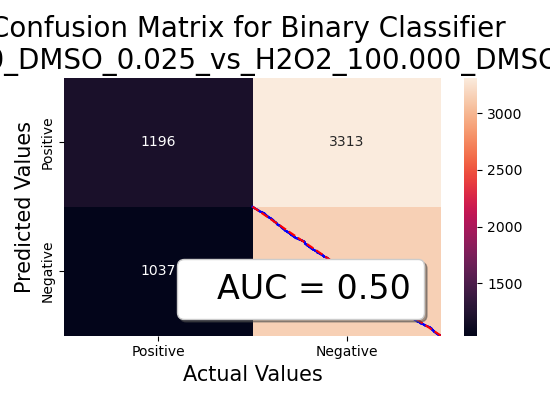 Confusion Matrix for Binary Classifier
0_DMSO_0.025_vs_H2O2_100.000_DMSO
Predicted Values
Positive
Negative
1196
3313
1037
AUC = 0.50
Positive
Negative
Actual Values
3000
2500
2000
1500